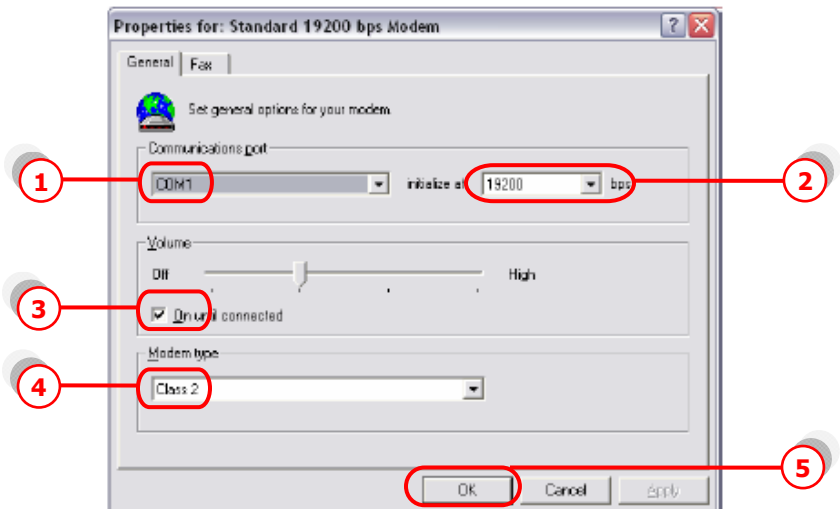 Properties for: Standard 19200 bps Modem
General Fax
Set general options for your modem
Communications port
1 COM1 initialize at 19200 bps 2
Volume
Off High
3 On until connected
Modem type
4 Class 2
5
OK Cancel Apply